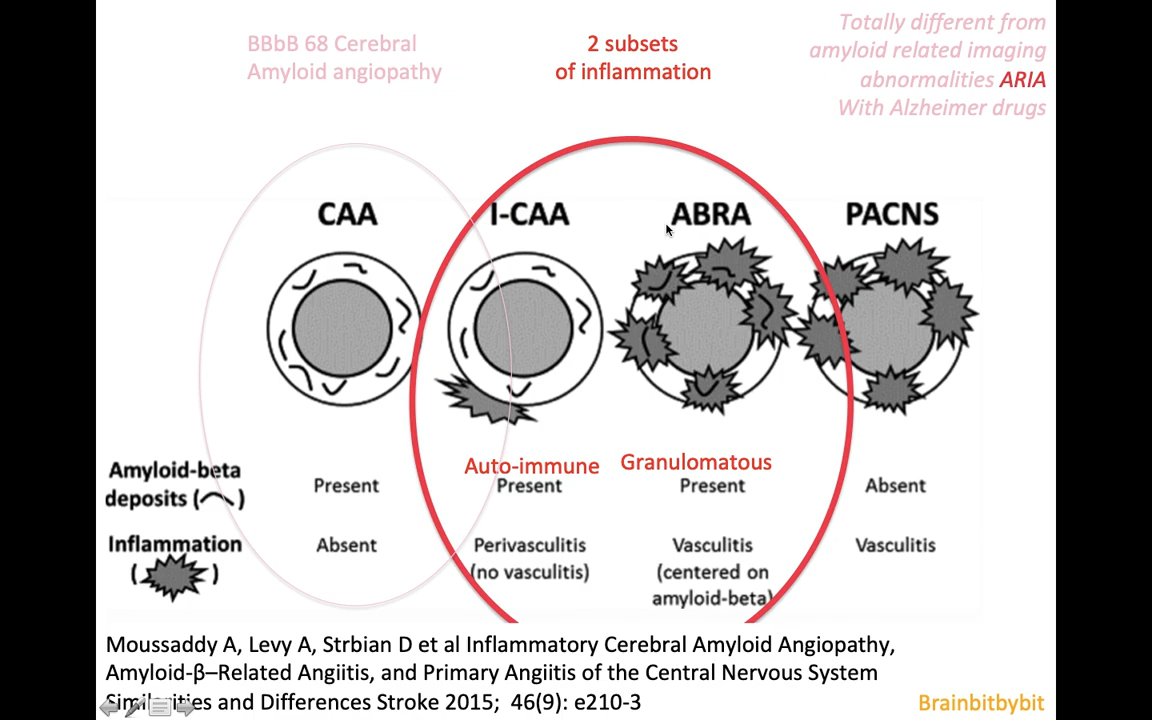 BBbB 68 Cerebral
Amyloid angiopathy
2 subsets
of inflammation
Totally different from
amyloid related imaging
abnormalities ARIA
With Alzheimer drugs
CAA
I-CAA
ABRA
PACNS
Auto-immune
Granulomatous
Amyloid-beta
deposits ( )
Present
Present
Present
Absent
Inflammation
( )
Absent
Perivasculitis
(no vasculitis)
Vasculitis
(centered on
amyloid-beta)
Vasculitis
Moussaddy A, Levy A, Strbian D et al Inflammatory Cerebral Amyloid Angiopathy,
Amyloid-β–Related Angiitis, and Primary Angiitis of the Central Nervous System
Similarities and Differences Stroke 2015; 46(9): e210-3
Brainbitbybit